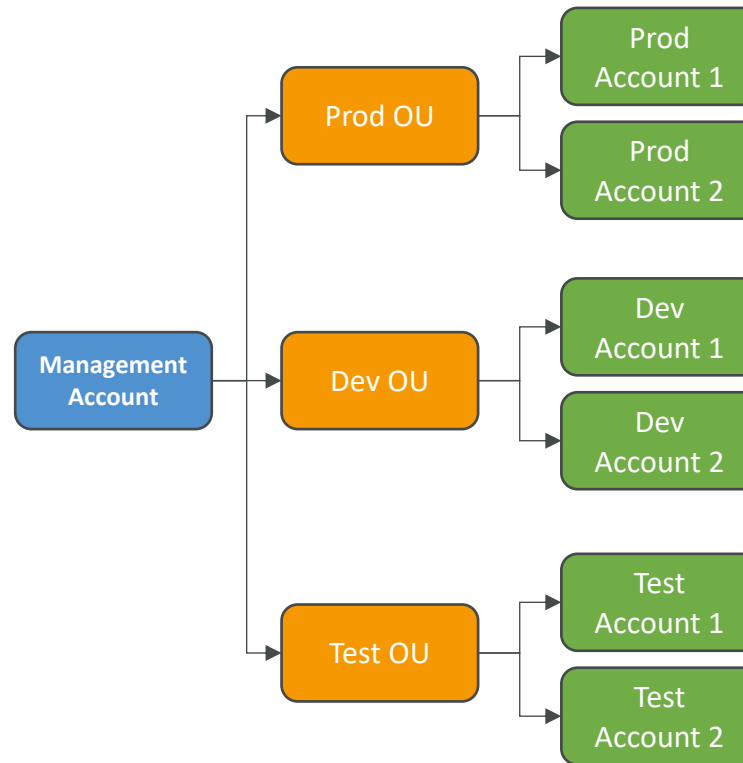 Prod
Account 1
Prod OU
Prod
Account 2
Dev
Account 1
Management
Account
Dev OU
Dev
Account 2
Test
Account 1
Test OU
Test
Account 2